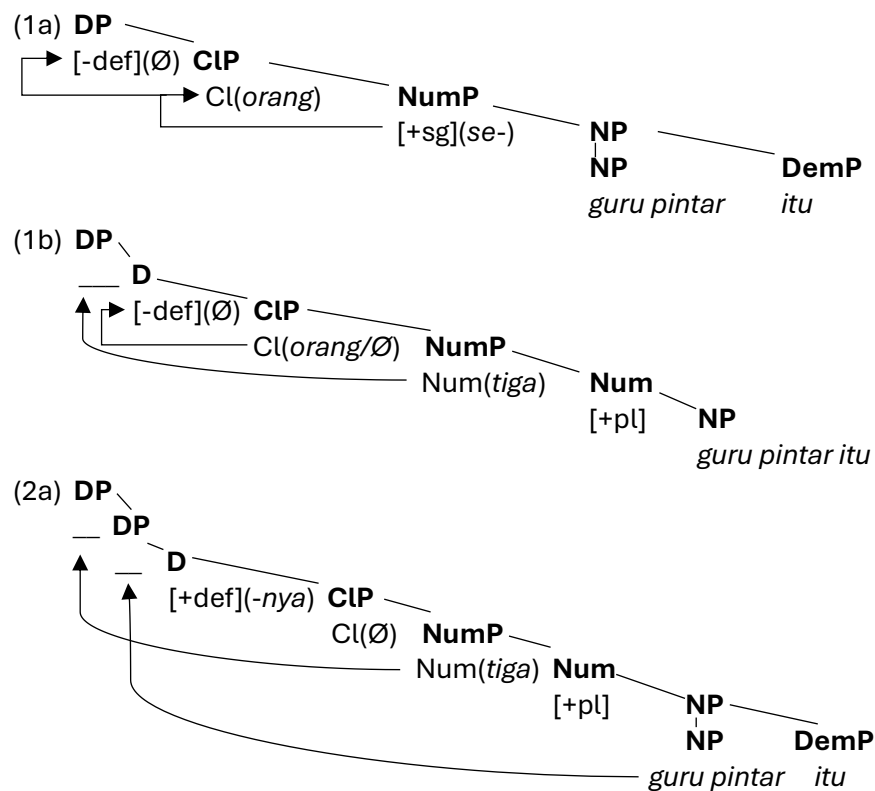 (1a) DP
[-def](Ø) ClP
Cl(orang) NumP
[+sg](se-) NP
NP DemP
guru pintar itu
(1b) DP
___ D
[-def](Ø) ClP
Cl(orang/Ø) NumP
Num(tiga) Num
[+pl] NP
guru pintar itu
(2a) DP
__ DP
__ D
[+def](-nya) ClP
Cl(Ø) NumP
Num(tiga) Num
[+pl] NP
NP DemP
guru pintar itu